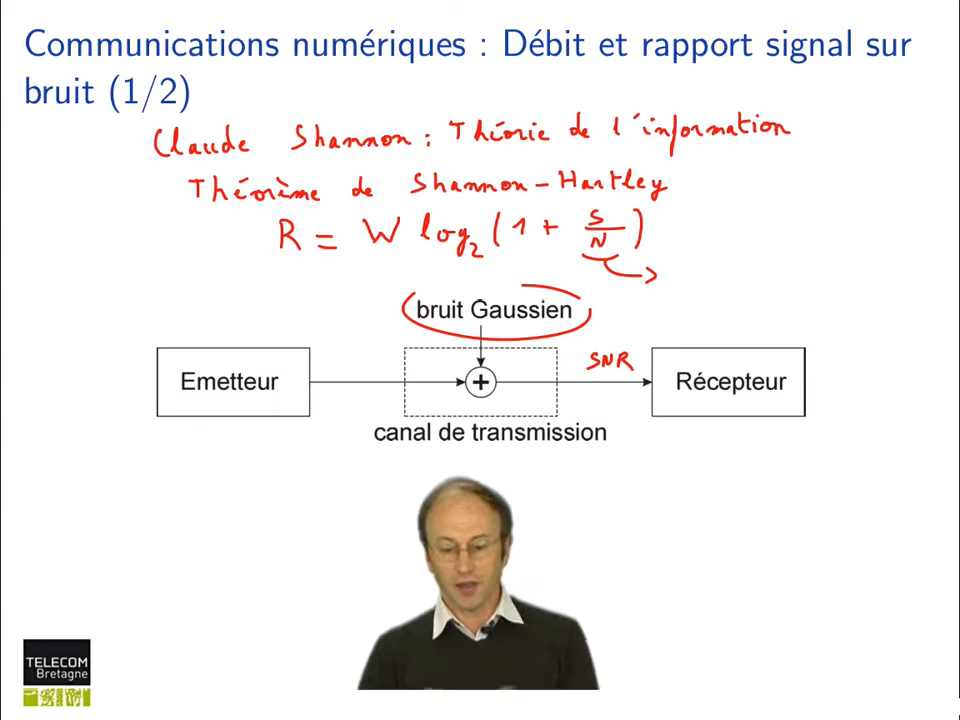 Communications numériques : Débit et rapport signal sur
bruit (1/2)
Claude Shannon : Théorie de l'information
Théorème de Shannon-Hartley
R = W log₂ (1 + S/N)
bruit Gaussien
SNR
Emetteur
+
Récepteur
canal de transmission
TELECOM
Bretagne